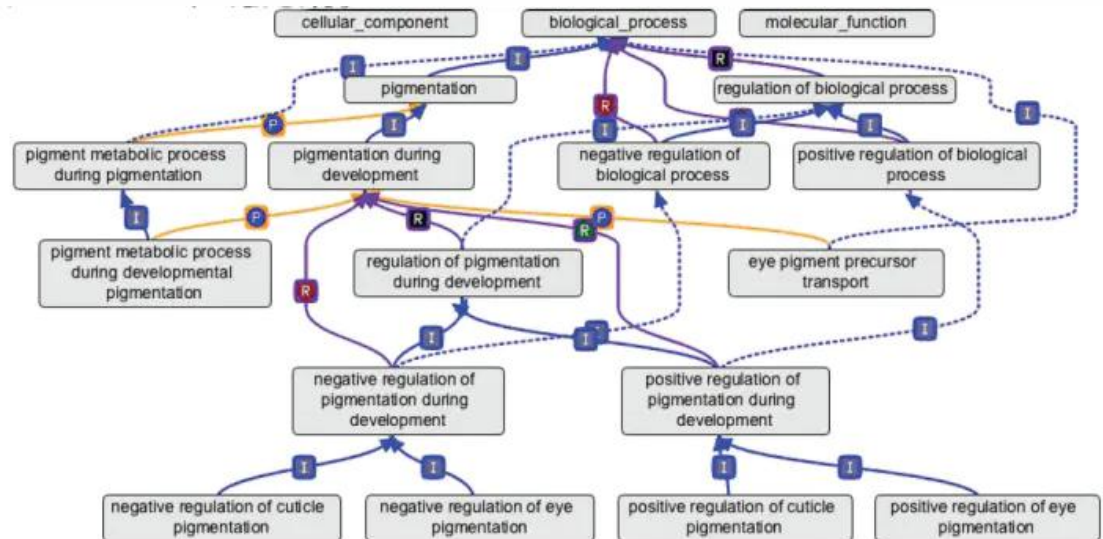 cellular_component
biological_process
molecular_function
I
I
R
pigmentation
regulation of biological process
R
I
P
I
I
I
I
pigment metabolic process
during pigmentation
pigmentation during
development
negative regulation of
biological process
positive regulation of biological
process
I
P
R
P
R
pigment metabolic process
during developmental
pigmentation
regulation of pigmentation
during development
eye pigment precursor
transport
R
I
I
I
negative regulation of
pigmentation during
development
positive regulation of
pigmentation during
development
I
I
I
I
negative regulation of cuticle
pigmentation
negative regulation of eye
pigmentation
positive regulation of cuticle
pigmentation
positive regulation of eye
pigmentation